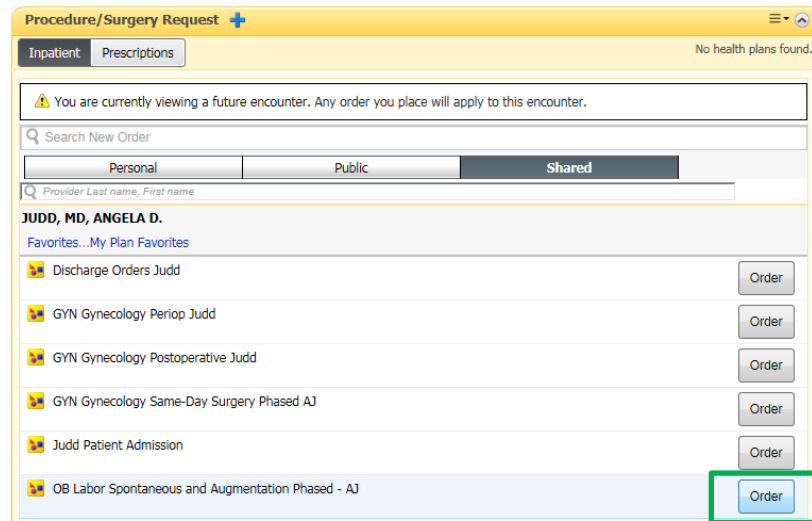 Procedure/Surgery Request
Inpatient Prescriptions No health plans found.
You are currently viewing a future encounter. Any order you place will apply to this encounter.
Search New Order
Personal Public Shared
Provider Last name, First name
JUDD, MD, ANGELA D.
Favorites...My Plan Favorites
Discharge Orders Judd Order
GYN Gynecology Periop Judd Order
GYN Gynecology Postoperative Judd Order
GYN Gynecology Same-Day Surgery Phased AJ Order
Judd Patient Admission Order
OB Labor Spontaneous and Augmentation Phased - AJ Order